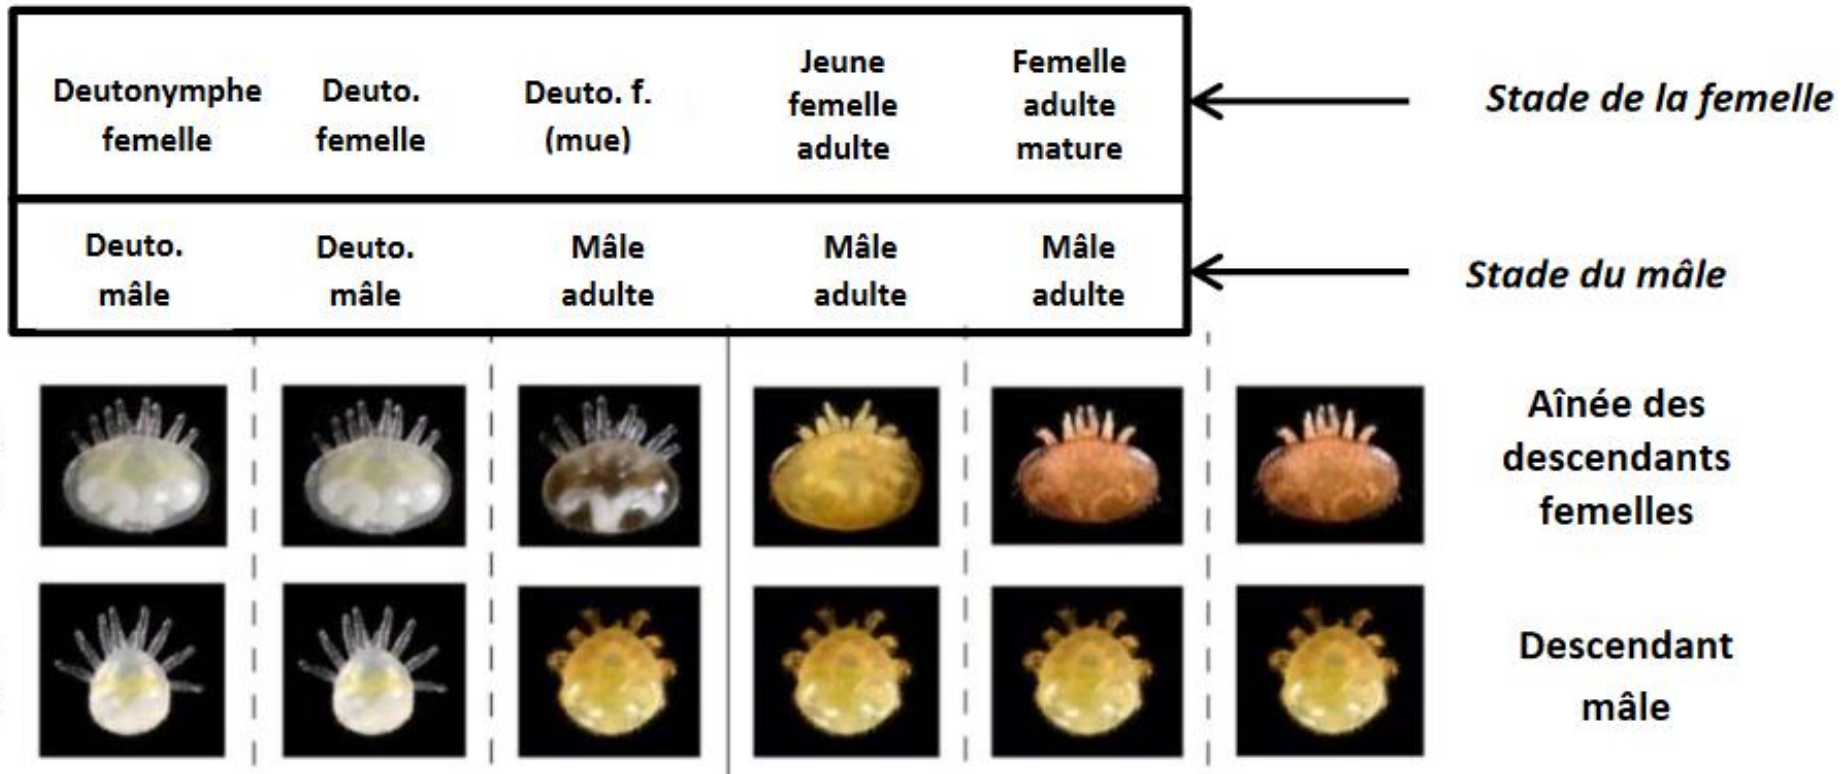 Deutonymphe
femelle
Deuto.
femelle
Deuto. f.
(mue)
Jeune
femelle
adulte
Femelle
adulte
mature
Stade de la femelle
Deuto.
mâle
Deuto.
mâle
Mâle
adulte
Mâle
adulte
Mâle
adulte
Stade du mâle
Aînée des
descendants
femelles
Descendant
mâle